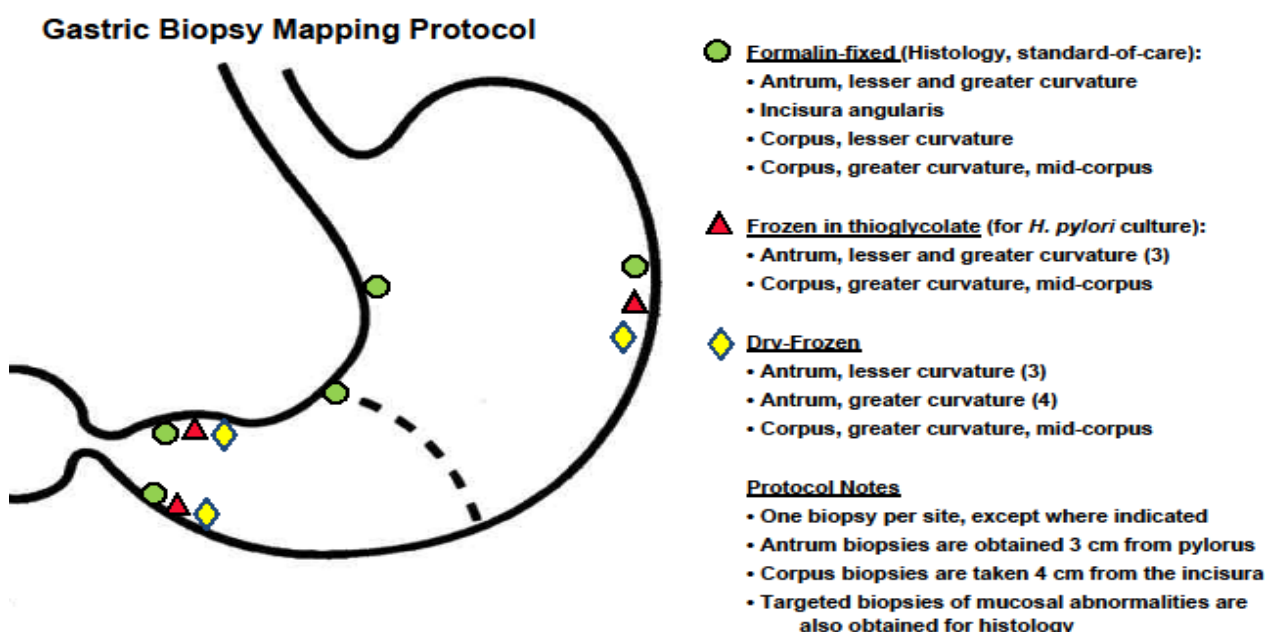 Gastric Biopsy Mapping Protocol
Formalin-fixed (Histology, standard-of-care):
• Antrum, lesser and greater curvature
• Incisura angularis
• Corpus, lesser curvature
• Corpus, greater curvature, mid-corpus
Frozen in thioglycolate (for H. pylori culture):
• Antrum, lesser and greater curvature (3)
• Corpus, greater curvature, mid-corpus
Dry-Frozen
• Antrum, lesser curvature (3)
• Antrum, greater curvature (4)
• Corpus, greater curvature, mid-corpus
Protocol Notes
• One biopsy per site, except where indicated
• Antrum biopsies are obtained 3 cm from pylorus
• Corpus biopsies are taken 4 cm from the incisura
• Targeted biopsies of mucosal abnormalities are
also obtained for histology